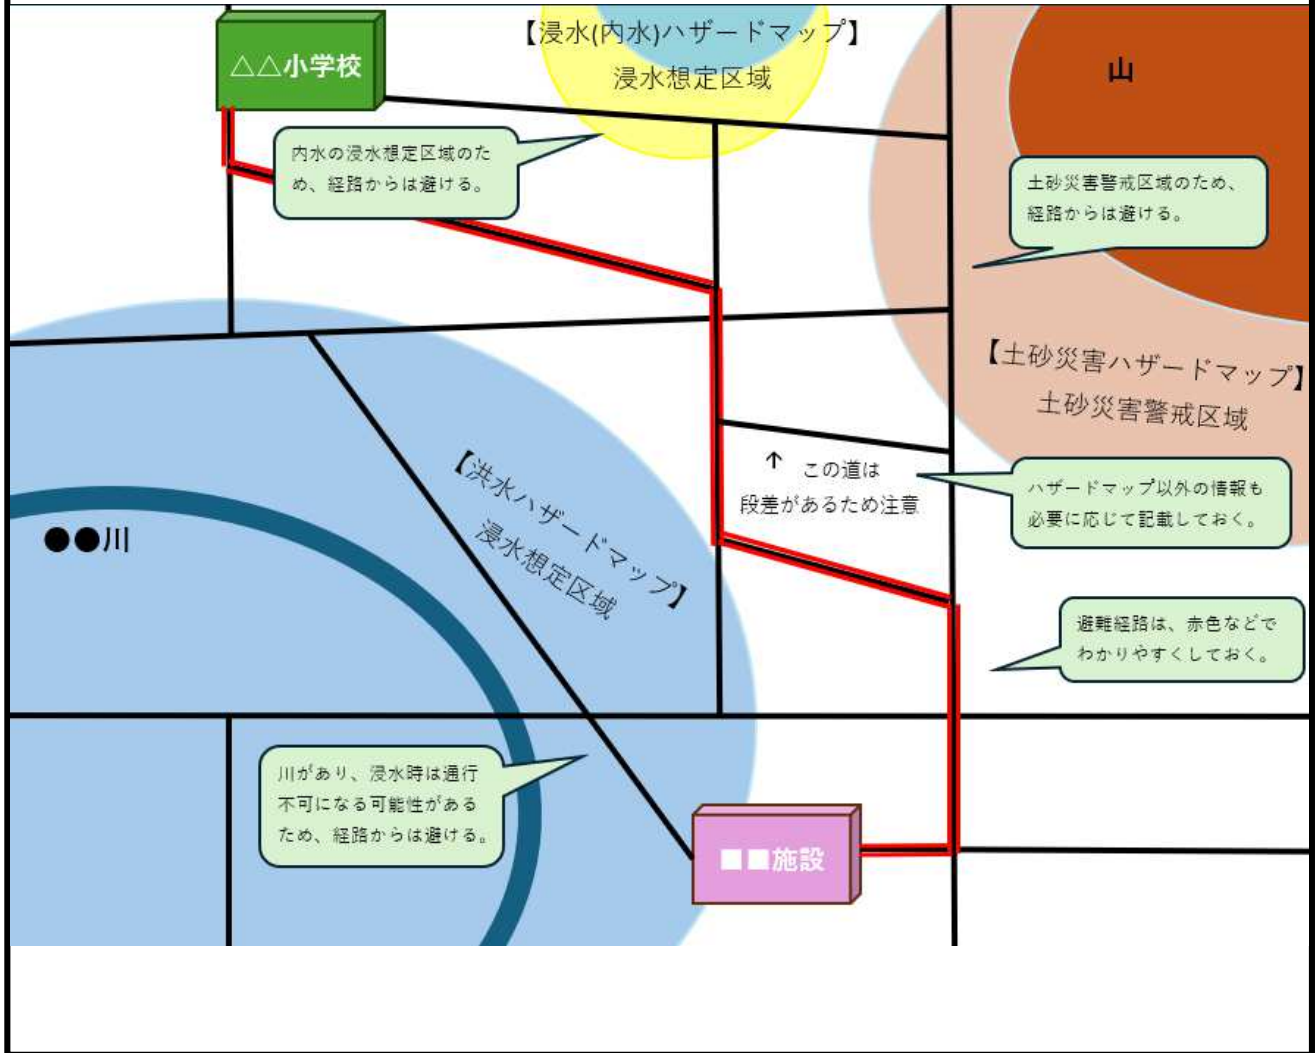 △△小学校
【浸水(内水)ハザードマップ】
浸水想定区域
山
内水の浸水想定区域のた
め、経路からは避ける。
土砂災害警戒区域のため、
経路からは避ける。
【土砂災害ハザードマップ】
土砂災害警戒区域
【洪水ハザードマップ】
浸水想定区域
↑ この道は
段差があるため注意
ハザードマップ以外の情報も
必要に応じて記載しておく。
●●川
避難経路は、赤色などで
わかりやすくしておく。
川があり、浸水時は通行
不可になる可能性がある
ため、経路からは避ける。
■■施設